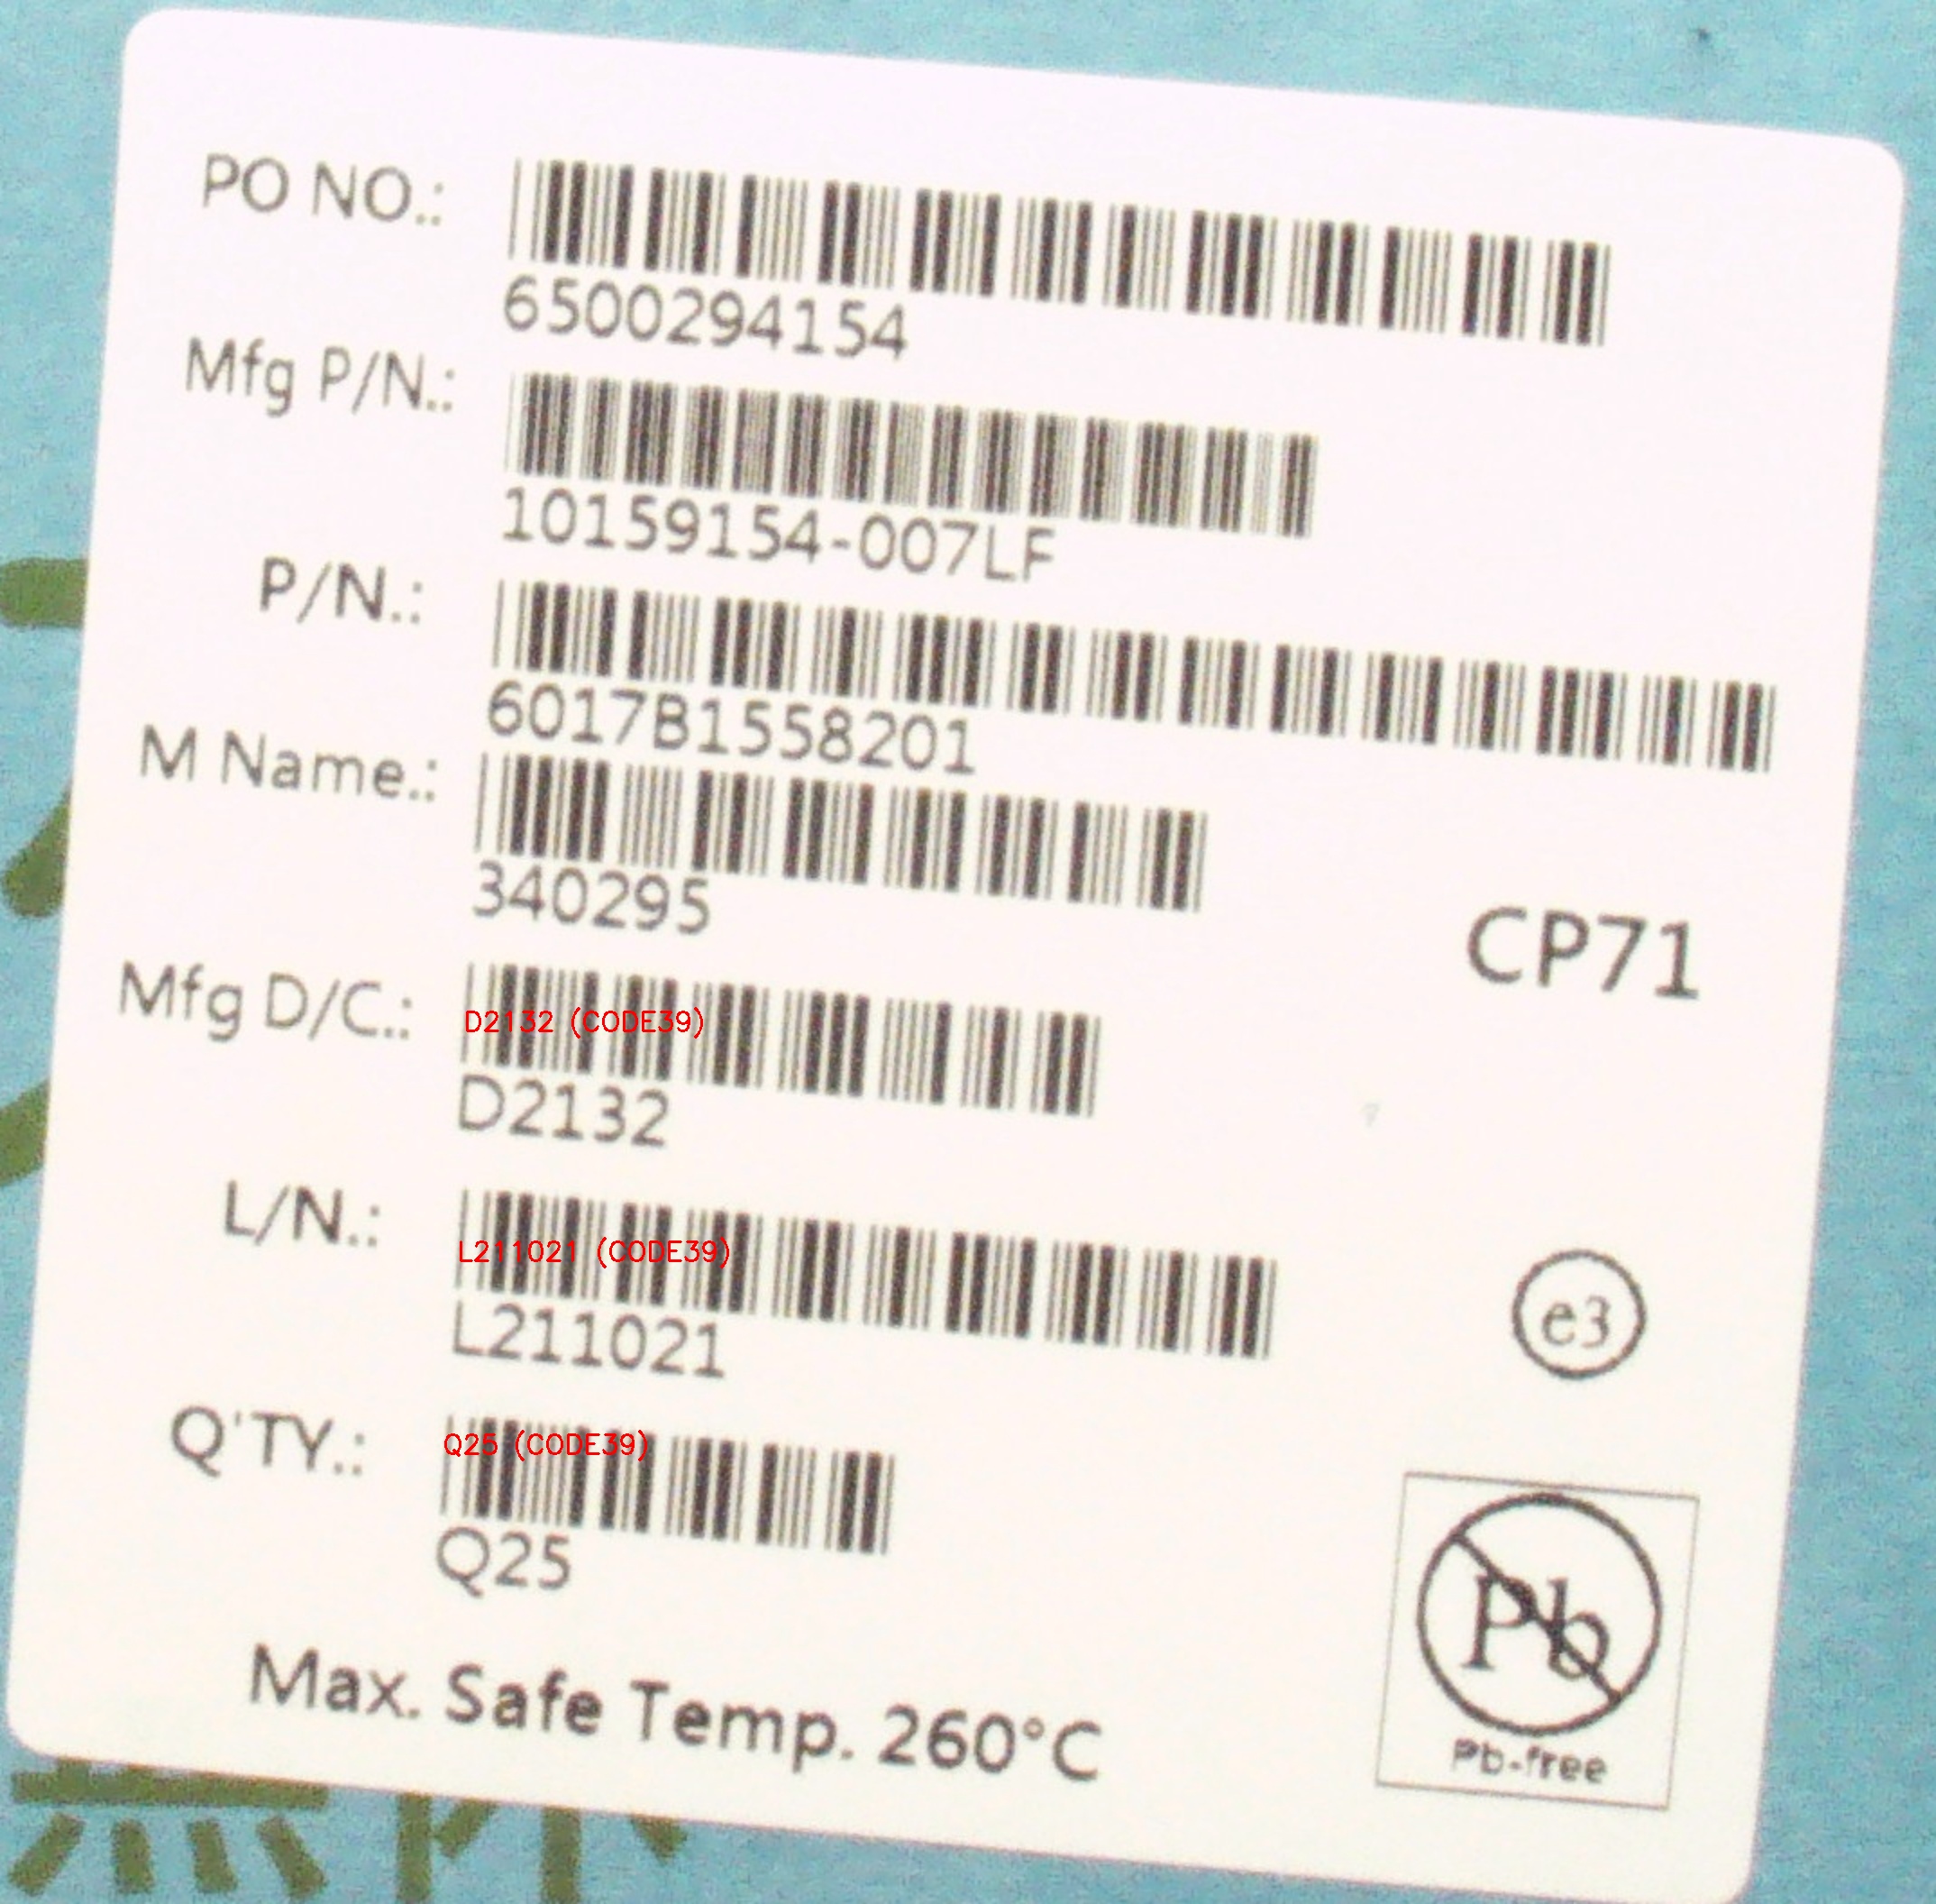 PO NO.:
6500294154
Mfg P/N.:
10159154-007LF
P/N.:
6017B1558201
M Name.:
340295
CP71
Mfg D/C.:
D2132 (CODE39)
D2132
L/N.:
L211021 (CODE39)
L211021
e3
Q'TY.:
Q25 (CODE39)
Q25
Pb
Pb-free
Max. Safe Temp. 260°C